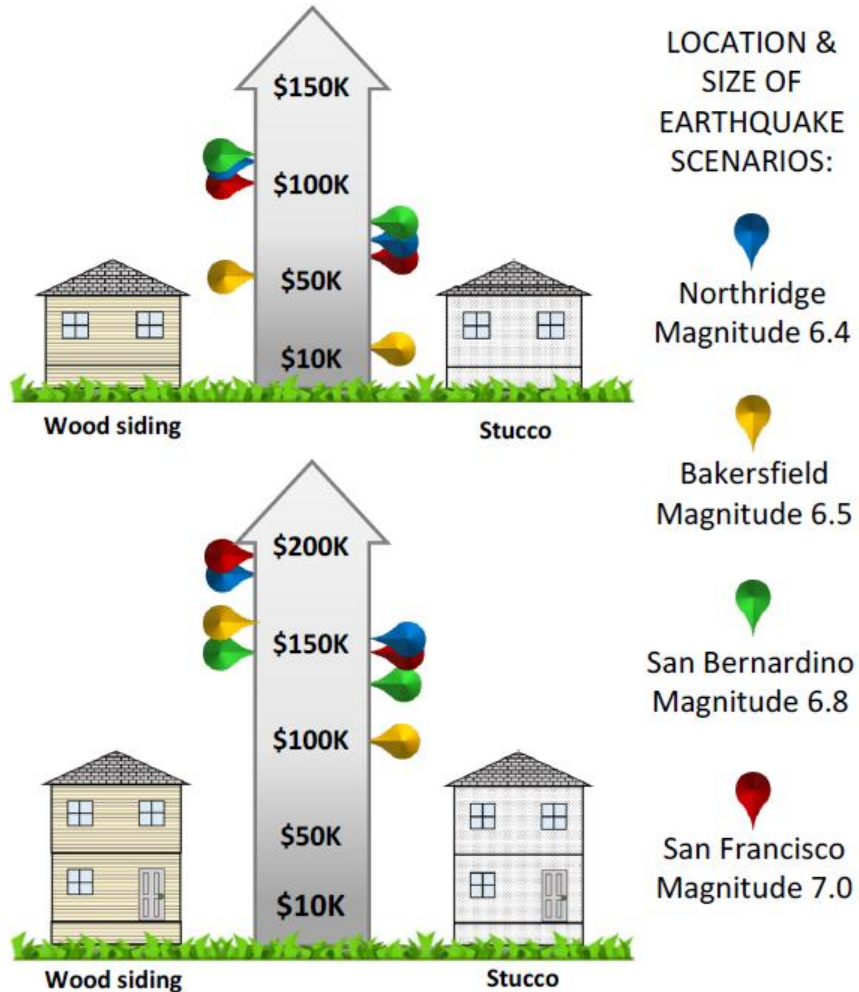 $150K
$100K
$50K
$10K
Wood siding
Stucco
$200K
$150K
$100K
$50K
$10K
Wood siding
Stucco
LOCATION &
SIZE OF
EARTHQUAKE
SCENARIOS:
Northridge
Magnitude 6.4
Bakersfield
Magnitude 6.5
San Bernardino
Magnitude 6.8
San Francisco
Magnitude 7.0